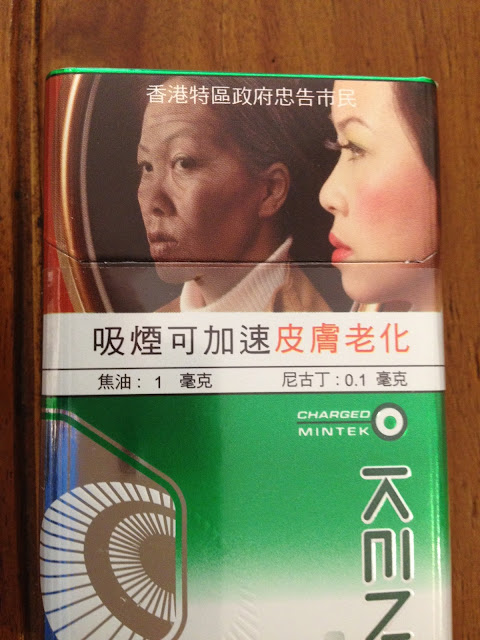 香港特區政府忠告市民
吸煙可加速皮膚老化
焦油： 1 毫克 尼古丁：0.1 毫克
CHARGED
MINTEK
KEN